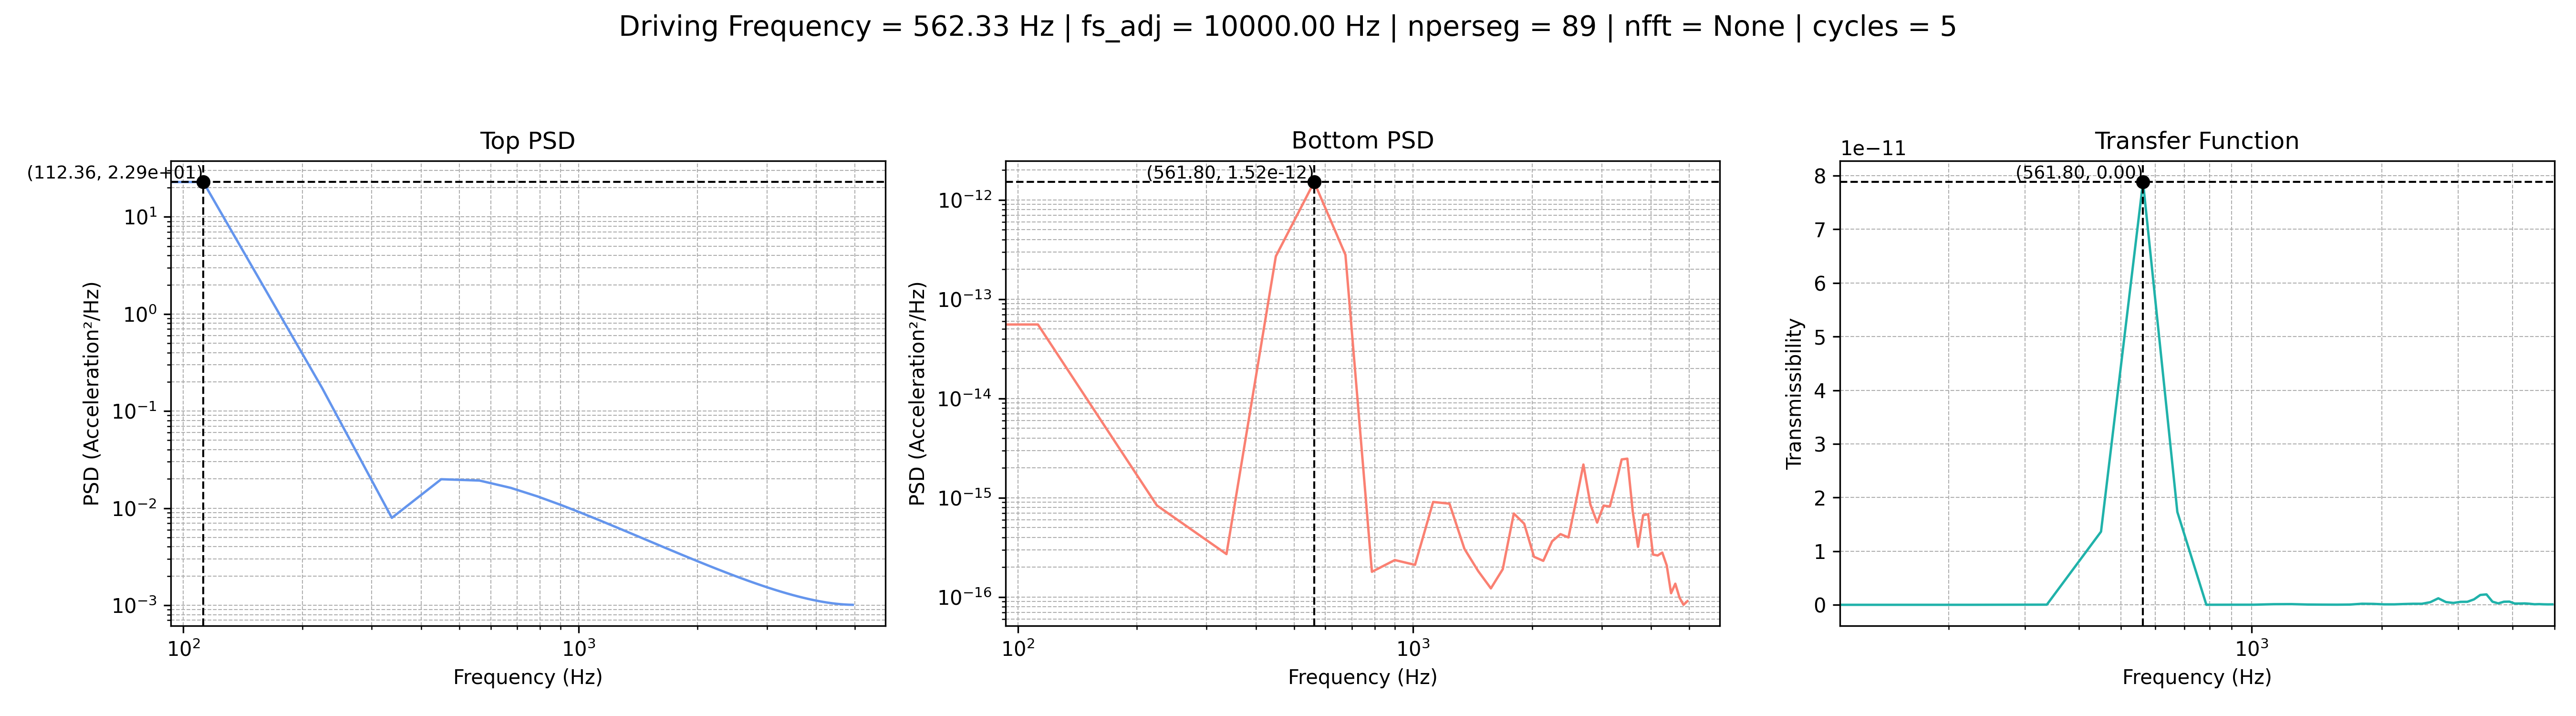 Driving Frequency = 562.33 Hz | fs_adj = 10000.00 Hz | nperseg = 89 | nfft = None | cycles = 5
Top PSD
(112.36, 2.29e+01)
PSD (Acceleration²/Hz)
10¹
10⁰
10⁻¹
10⁻²
10⁻³
10²
10³
Frequency (Hz)
Bottom PSD
(561.80, 1.52e-12)
PSD (Acceleration²/Hz)
10⁻¹²
10⁻¹³
10⁻¹⁴
10⁻¹⁵
10⁻¹⁶
10²
10³
Frequency (Hz)
Transfer Function
1e−11
(561.80, 0.00)
Transmissibility
8
7
6
5
4
3
2
1
0
10³
Frequency (Hz)